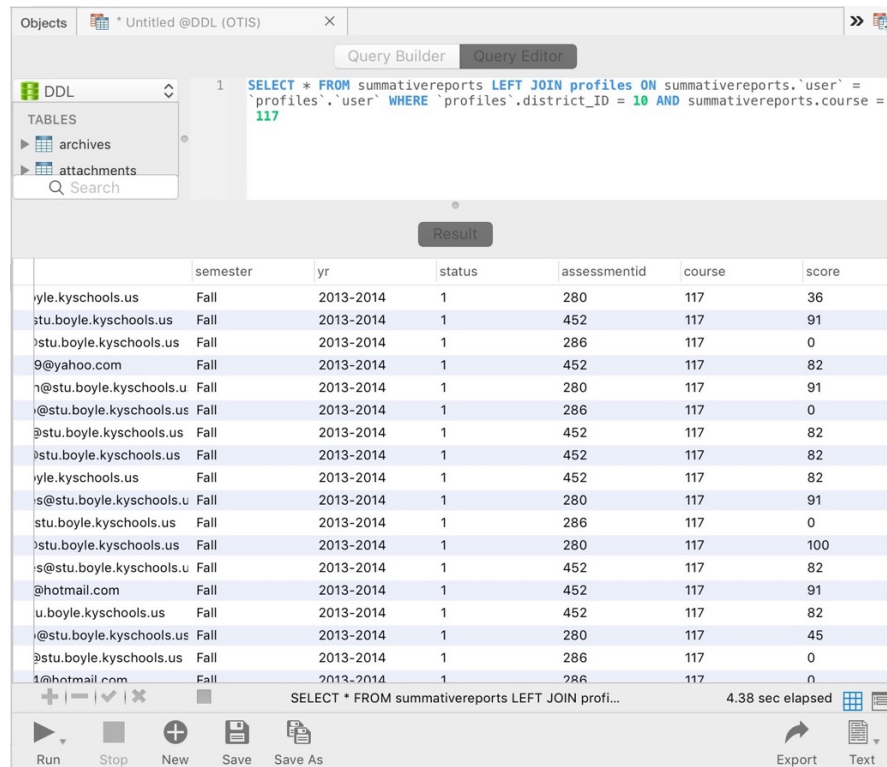 Objects * Untitled @DDL (OTIS) × »
Query Builder Query Editor
DDL
TABLES
archives
attachments
Search
1 SELECT * FROM summativereports LEFT JOIN profiles ON summativereports.`user` =
`profiles`.`user` WHERE `profiles`.district_ID = 10 AND summativereports.course =
117
Result
semester yr status assessmentid course score
yle.kyschools.us Fall 2013-2014 1 280 117 36
stu.boyle.kyschools.us Fall 2013-2014 1 452 117 91
@stu.boyle.kyschools.us Fall 2013-2014 1 286 117 0
9@yahoo.com Fall 2013-2014 1 452 117 82
n@stu.boyle.kyschools.u Fall 2013-2014 1 280 117 91
@stu.boyle.kyschools.us Fall 2013-2014 1 286 117 0
@stu.boyle.kyschools.us Fall 2013-2014 1 452 117 82
@stu.boyle.kyschools.us Fall 2013-2014 1 452 117 82
yle.kyschools.us Fall 2013-2014 1 452 117 82
s@stu.boyle.kyschools.u Fall 2013-2014 1 280 117 91
stu.boyle.kyschools.us Fall 2013-2014 1 286 117 0
@stu.boyle.kyschools.us Fall 2013-2014 1 280 117 100
s@stu.boyle.kyschools.u Fall 2013-2014 1 452 117 82
@hotmail.com Fall 2013-2014 1 452 117 91
u.boyle.kyschools.us Fall 2013-2014 1 452 117 82
@stu.boyle.kyschools.us Fall 2013-2014 1 280 117 45
@stu.boyle.kyschools.us Fall 2013-2014 1 286 117 0
4@hotmail.com Fall 2013-2014 1 286 117 0
SELECT * FROM summativereports LEFT JOIN profi... 4.38 sec elapsed
Run Stop New Save Save As Export Text